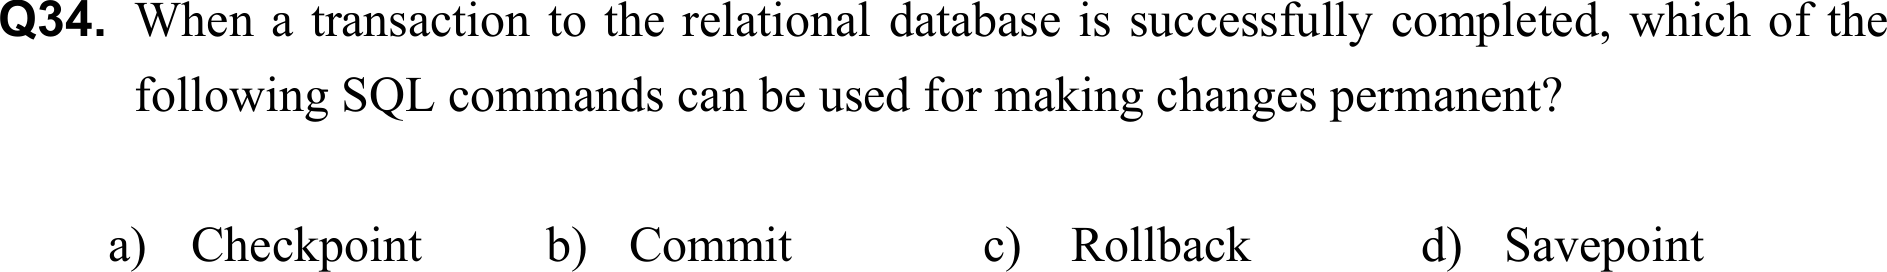 Q34. When a transaction to the relational database is successfully completed, which of the
following SQL commands can be used for making changes permanent?
a) Checkpoint b) Commit c) Rollback d) Savepoint